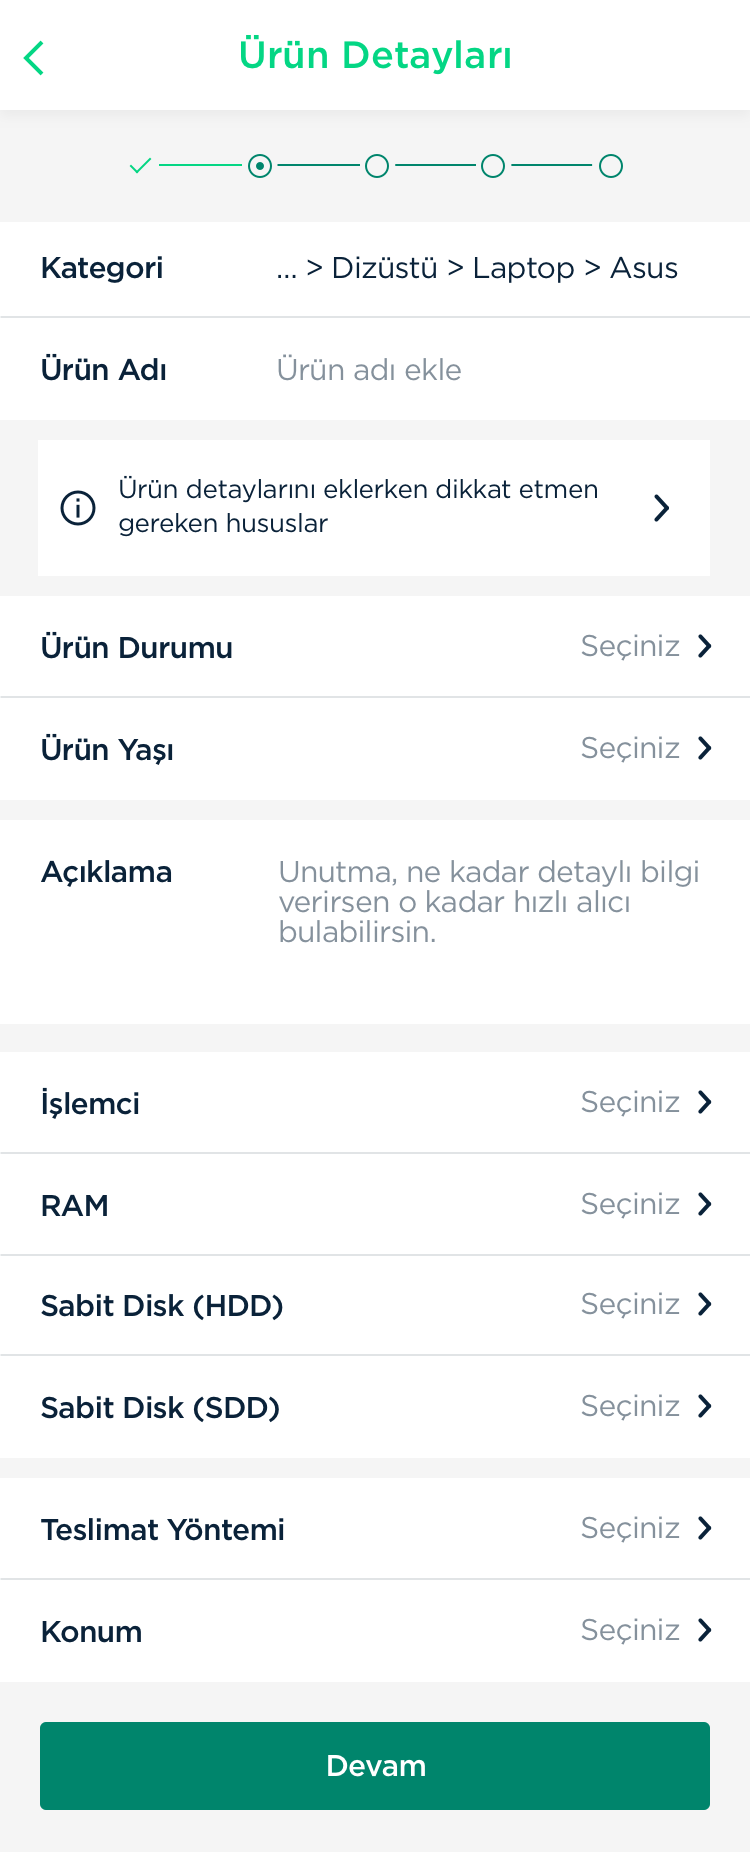 Ürün Detayları
Kategori ... > Dizüstü > Laptop > Asus
Ürün Adı Ürün adı ekle
Ürün detaylarını eklerken dikkat etmen
gereken hususlar
Ürün Durumu Seçiniz
Ürün Yaşı Seçiniz
Açıklama Unutma, ne kadar detaylı bilgi
verirsen o kadar hızlı alıcı
bulabilirsin.
İşlemci Seçiniz
RAM Seçiniz
Sabit Disk (HDD) Seçiniz
Sabit Disk (SDD) Seçiniz
Teslimat Yöntemi Seçiniz
Konum Seçiniz
Devam